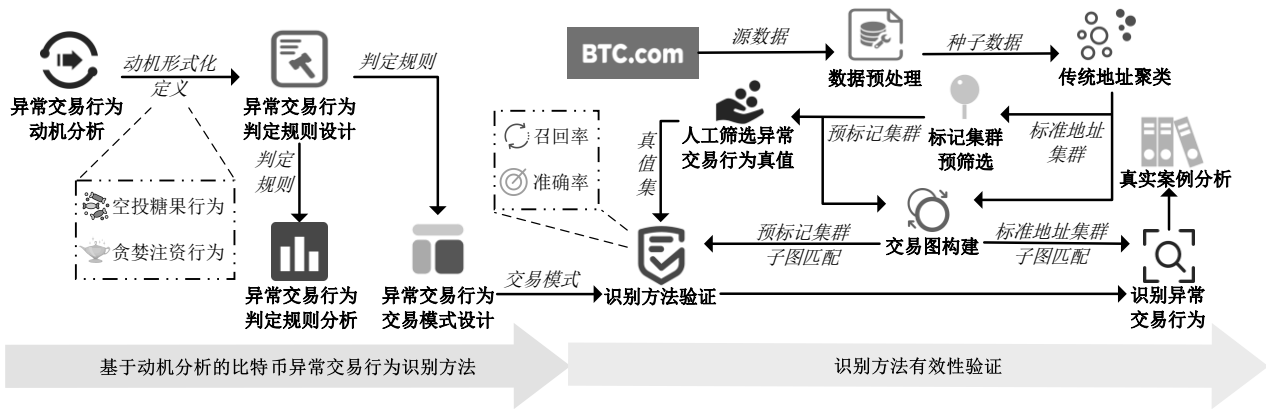 异常交易行为
动机分析
动机形式化
定义
异常交易行为
判定规则设计
判定规则
判定
规则
空投糖果行为
贪婪注资行为
异常交易行为
判定规则分析
异常交易行为
交易模式设计
交易模式
BTC.com
源数据
数据预处理
种子数据
传统地址聚类
标准地址
集群
标记集群
预筛选
预标记集群
人工筛选异常
交易行为真值
真
值
集
召回率
准确率
识别方法验证
预标记集群
子图匹配
交易图构建
标准地址集群
子图匹配
真实案例分析
识别异常
交易行为
基于动机分析的比特币异常交易行为识别方法
识别方法有效性验证